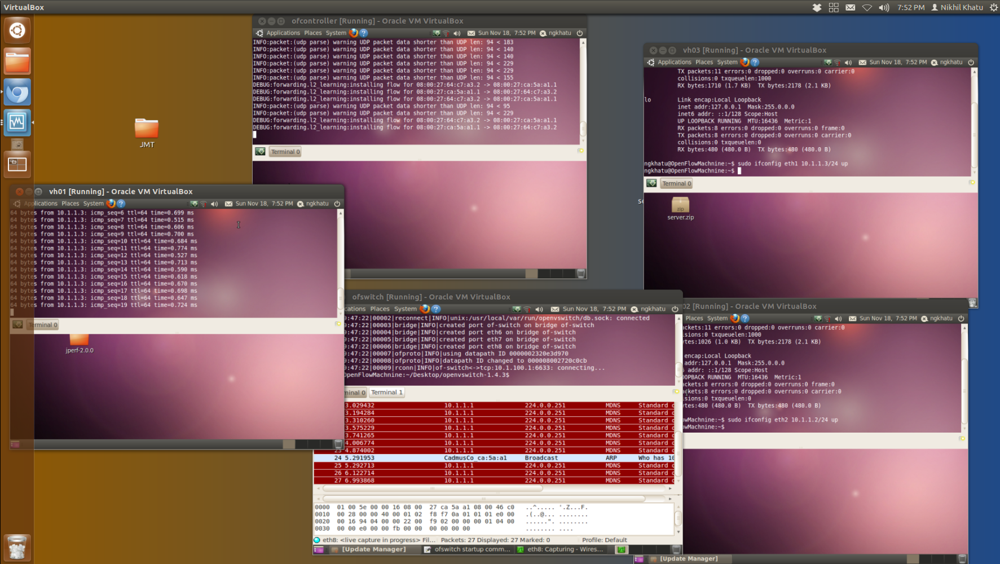 VirtualBox
7:52 PM Nikhil Khatu
JMT
ofcontroller [Running] - Oracle VM VirtualBox
Applications Places System Sun Nov 18, 7:52 PM ngkhatu
INFO:packet:(udp parse) warning UDP packet data shorter than UDP len: 94 < 183
INFO:packet:(udp parse) warning UDP packet data shorter than UDP len: 94 < 140
INFO:packet:(udp parse) warning UDP packet data shorter than UDP len: 94 < 140
INFO:packet:(udp parse) warning UDP packet data shorter than UDP len: 94 < 229
INFO:packet:(udp parse) warning UDP packet data shorter than UDP len: 94 < 229
INFO:packet:(udp parse) warning UDP packet data shorter than UDP len: 94 < 155
DEBUG:forwarding.l2_learning:installing flow for 08:00:27:64:c7:a3.2 -> 08:00:27:ca:5a:a1.1
DEBUG:forwarding.l2_learning:installing flow for 08:00:27:ca:5a:a1.1 -> 08:00:27:64:c7:a3.2
DEBUG:forwarding.l2_learning:installing flow for 08:00:27:64:c7:a3.2 -> 08:00:27:ca:5a:a1.1
INFO:packet:(udp parse) warning UDP packet data shorter than UDP len: 94 < 95
INFO:packet:(udp parse) warning UDP packet data shorter than UDP len: 94 < 229
DEBUG:forwarding.l2_learning:installing flow for 08:00:27:64:c7:a3.2 -> 08:00:27:ca:5a:a1.1
DEBUG:forwarding.l2_learning:installing flow for 08:00:27:ca:5a:a1.1 -> 08:00:27:64:c7:a3.2
Terminal 0
vh03 [Running] - Oracle VM VirtualBox
Applications Places System Sun Nov 18, 7:52 PM ngkhatu
TX packets:11 errors:0 dropped:0 overruns:0 carrier:0
collisions:0 txqueuelen:1000
RX bytes:1710 (1.7 KB) TX bytes:2178 (2.1 KB)
lo Link encap:Local Loopback
inet addr:127.0.0.1 Mask:255.0.0.0
inet6 addr: ::1/128 Scope:Host
UP LOOPBACK RUNNING MTU:16436 Metric:1
RX packets:8 errors:0 dropped:0 overruns:0 frame:0
TX packets:8 errors:0 dropped:0 overruns:0 carrier:0
collisions:0 txqueuelen:0
RX bytes:480 (480.0 B) TX bytes:480 (480.0 B)
ngkhatu@OpenFlowMachnine:~$ sudo ifconfig eth1 10.1.1.3/24 up
ngkhatu@OpenFlowMachnine:~$
Terminal 0
se
zip
server.zip
vh01 [Running] - Oracle VM VirtualBox
Applications Places System Sun Nov 18, 7:52 PM ngkhatu
64 bytes from 10.1.1.3: icmp_seq=6 ttl=64 time=0.699 ms
64 bytes from 10.1.1.3: icmp_seq=7 ttl=64 time=0.515 ms
64 bytes from 10.1.1.3: icmp_seq=8 ttl=64 time=0.606 ms
64 bytes from 10.1.1.3: icmp_seq=9 ttl=64 time=0.700 ms
64 bytes from 10.1.1.3: icmp_seq=10 ttl=64 time=0.684 ms
64 bytes from 10.1.1.3: icmp_seq=11 ttl=64 time=0.774 ms
64 bytes from 10.1.1.3: icmp_seq=12 ttl=64 time=0.527 ms
64 bytes from 10.1.1.3: icmp_seq=13 ttl=64 time=0.713 ms
64 bytes from 10.1.1.3: icmp_seq=14 ttl=64 time=0.590 ms
64 bytes from 10.1.1.3: icmp_seq=15 ttl=64 time=0.618 ms
64 bytes from 10.1.1.3: icmp_seq=16 ttl=64 time=0.670 ms
64 bytes from 10.1.1.3: icmp_seq=17 ttl=64 time=0.698 ms
64 bytes from 10.1.1.3: icmp_seq=18 ttl=64 time=0.647 ms
64 bytes from 10.1.1.3: icmp_seq=19 ttl=64 time=0.724 ms
Terminal 0
jperf-2.0.0
ofswitch [Running] - Oracle VM VirtualBox
cations Places System Sun Nov 18, 7:52 PM ngkhatu
9:47:22|00002|reconnect|INFO|unix:/usr/local/var/run/openvswitch/db.sock: connected
9:47:22|00003|bridge|INFO|created port of-switch on bridge of-switch
9:47:22|00004|bridge|INFO|created port eth6 on bridge of-switch
9:47:22|00005|bridge|INFO|created port eth7 on bridge of-switch
9:47:22|00006|bridge|INFO|created port eth8 on bridge of-switch
9:47:22|00007|ofproto|INFO|using datapath ID 0000002320e3d970
9:47:22|00008|ofproto|INFO|datapath ID changed to 000008002720c0cb
9:47:22|00009|rconn|INFO|of-switch<->tcp:10.1.100.1:6633: connecting...
OpenFlowMachnine:~/Desktop/openvswitch-1.4.3$
minal 0 Terminal 1
3.029432 10.1.1.1 224.0.0.251 MDNS Standard c
3.194284 10.1.1.1 224.0.0.251 MDNS Standard c
3.310260 10.1.1.1 224.0.0.251 MDNS Standard c
3.575229 10.1.1.1 224.0.0.251 MDNS Standard c
3.741265 10.1.1.1 224.0.0.251 MDNS Standard c
4.006774 10.1.1.1 224.0.0.251 MDNS Standard c
23 4.874002 10.1.1.1 224.0.0.251 MDNS Standard c
24 5.291953 CadmusCo_ca:5a:a1 Broadcast ARP Who has 10
25 5.292713 10.1.1.1 224.0.0.251 MDNS Standard c
26 6.122714 10.1.1.1 224.0.0.251 MDNS Standard c
27 6.993868 10.1.1.1 224.0.0.251 MDNS Standard c
0000 01 00 5e 00 00 16 08 00 27 ca 5a a1 08 00 46 c0 ..^..... '.Z...F.
0010 00 28 00 00 40 00 01 02 f8 f7 0a 01 01 01 e0 00 .(..@... ........
0020 00 16 94 04 00 00 22 00 f9 02 00 00 00 01 04 00 ......". ........
0030 00 00 e0 00 00 fb 00 00 00 00 00 00 ........ ....
eth8: <live capture in progress> Fil... Packets: 27 Displayed: 27 Marked: 0 Profile: Default
[Update Manager] ofswitch startup comm... eth8: Capturing - Wires...
02 [Running] - Oracle VM VirtualBox
Places System Sun Nov 18, 7:52 PM ngkhatu
ackets:11 errors:0 dropped:0 overruns:0 carrier:0
isions:0 txqueuelen:1000
ytes:1026 (1.0 KB) TX bytes:2178 (2.1 KB)
encap:Local Loopback
addr:127.0.0.1 Mask:255.0.0.0
6 addr: ::1/128 Scope:Host
OOPBACK RUNNING MTU:16436 Metric:1
ackets:8 errors:0 dropped:0 overruns:0 frame:0
ackets:8 errors:0 dropped:0 overruns:0 carrier:0
isions:0 txqueuelen:0
ytes:480 (480.0 B) TX bytes:480 (480.0 B)
owMachnine:~$ sudo ifconfig eth2 10.1.1.2/24 up
owMachnine:~$
[Update Manager]